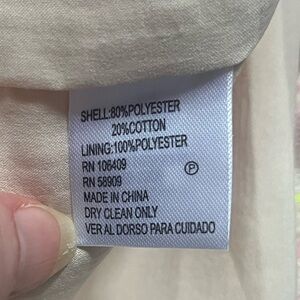 SHELL:80%POLYESTER
20%COTTON
LINING:100%POLYESTER
RN 106409
RN 58909
P
MADE IN CHINA
DRY CLEAN ONLY
VER AL DORSO PARA CUIDADO